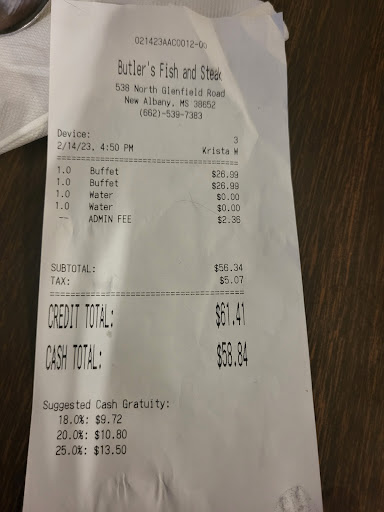 021423AAC0012-00
Butler's Fish and Steak
538 North Glenfield Road
New Albany, MS 38652
(662)-539-7383
Device: 3
2/14/23, 4:50 PM Krista W
1.0 Buffet $26.99
1.0 Buffet $26.99
1.0 Water $0.00
1.0 Water $0.00
-- ADMIN FEE $2.36
SUBTOTAL: $56.34
TAX: $5.07
CREDIT TOTAL: $61.41
CASH TOTAL: $58.84
Suggested Cash Gratuity:
18.0%: $9.72
20.0%: $10.80
25.0%: $13.50